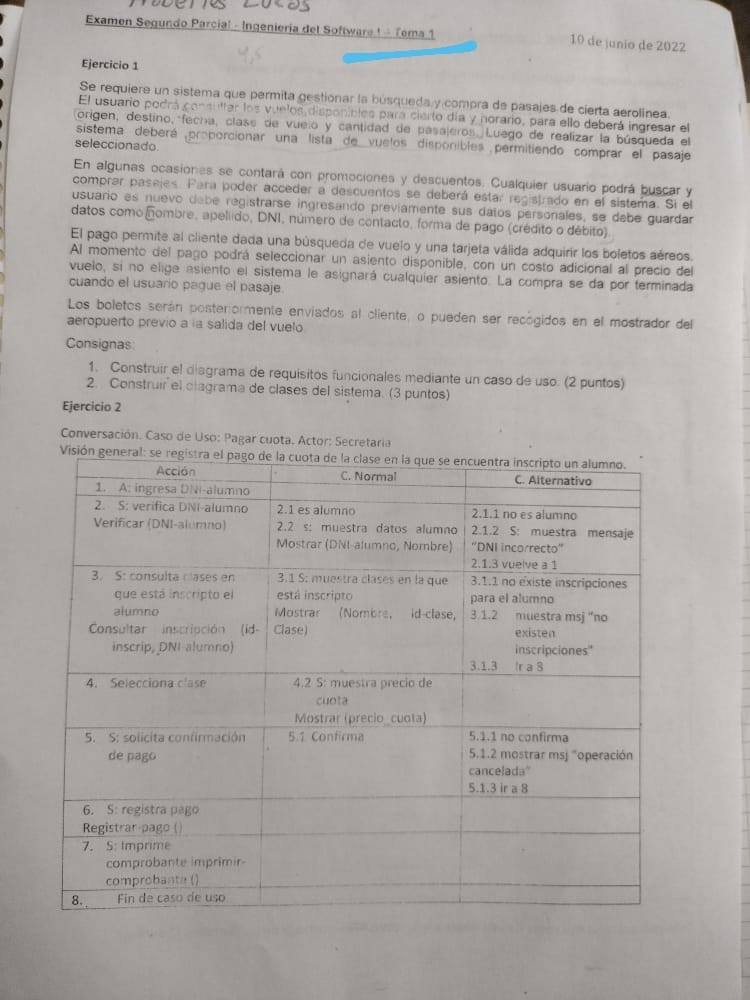 Lucas
Examen Segundo Parcial - Ingeniería del Software I - Tema 1
10 de junio de 2022
4,5
Ejercicio 1
Se requiere un sistema que permita gestionar la búsqueda y compra de pasajes de cierta aerolínea.
El usuario podrá consultar los vuelos disponibles para cierto día y horario, para ello deberá ingresar el
origen, destino, fecha, clase de vuelo y cantidad de pasajeros. Luego de realizar la búsqueda el
sistema deberá proporcionar una lista de vuelos disponibles permitiendo comprar el pasaje
seleccionado.
En algunas ocasiones se contará con promociones y descuentos. Cualquier usuario podrá buscar y
comprar pasajes. Para poder acceder a descuentos se deberá estar registrado en el sistema. Si el
usuario es nuevo debe registrarse ingresando previamente sus datos personales, se debe guardar
datos como nombre, apellido, DNI, número de contacto, forma de pago (crédito o débito).
El pago permite al cliente dada una búsqueda de vuelo y una tarjeta válida adquirir los boletos aéreos.
Al momento del pago podrá seleccionar un asiento disponible, con un costo adicional al precio del
vuelo, si no elige asiento el sistema le asignará cualquier asiento. La compra se da por terminada
cuando el usuario pague el pasaje.
Los boletos serán posteriormente enviados al cliente, o pueden ser recogidos en el mostrador del
aeropuerto previo a la salida del vuelo.
Consignas:
1. Construir el diagrama de requisitos funcionales mediante un caso de uso. (2 puntos)
2. Construir el diagrama de clases del sistema. (3 puntos)
Ejercicio 2
Conversación. Caso de Uso: Pagar cuota. Actor: Secretaria
Visión general: se registra el pago de la cuota de la clase en la que se encuentra inscripto un alumno.
Acción
C. Normal
C. Alternativo
1. A: ingresa DNI-alumno
2. S: verifica DNI-alumno
Verificar (DNI-alumno)
2.1 es alumno
2.2 s: muestra datos alumno
Mostrar (DNI-alumno, Nombre)
2.1.1 no es alumno
2.1.2 S: muestra mensaje
"DNI incorrecto"
2.1.3 vuelve a 1
3. S: consulta clases en
que está inscripto el
alumno
Consultar inscripción (id-
inscrip, DNI-alumno)
3.1 S: muestra clases en la que
está inscripto
Mostrar (Nombre, id-clase,
Clase)
3.1.1 no existe inscripciones
para el alumno
3.1.2 muestra msj "no
existen
inscripciones"
3.1.3 Ir a 8
4. Selecciona clase
4.2 S: muestra precio de
cuota
Mostrar (precio_cuota)
5. S: solicita confirmación
de pago
5.1 Confirma
5.1.1 no confirma
5.1.2 mostrar msj "operación
cancelada"
5.1.3 ir a 8
6. S: registra pago
Registrar-pago ()
7. S: Imprime
comprobante imprimir-
comprobante ()
8. Fin de caso de uso